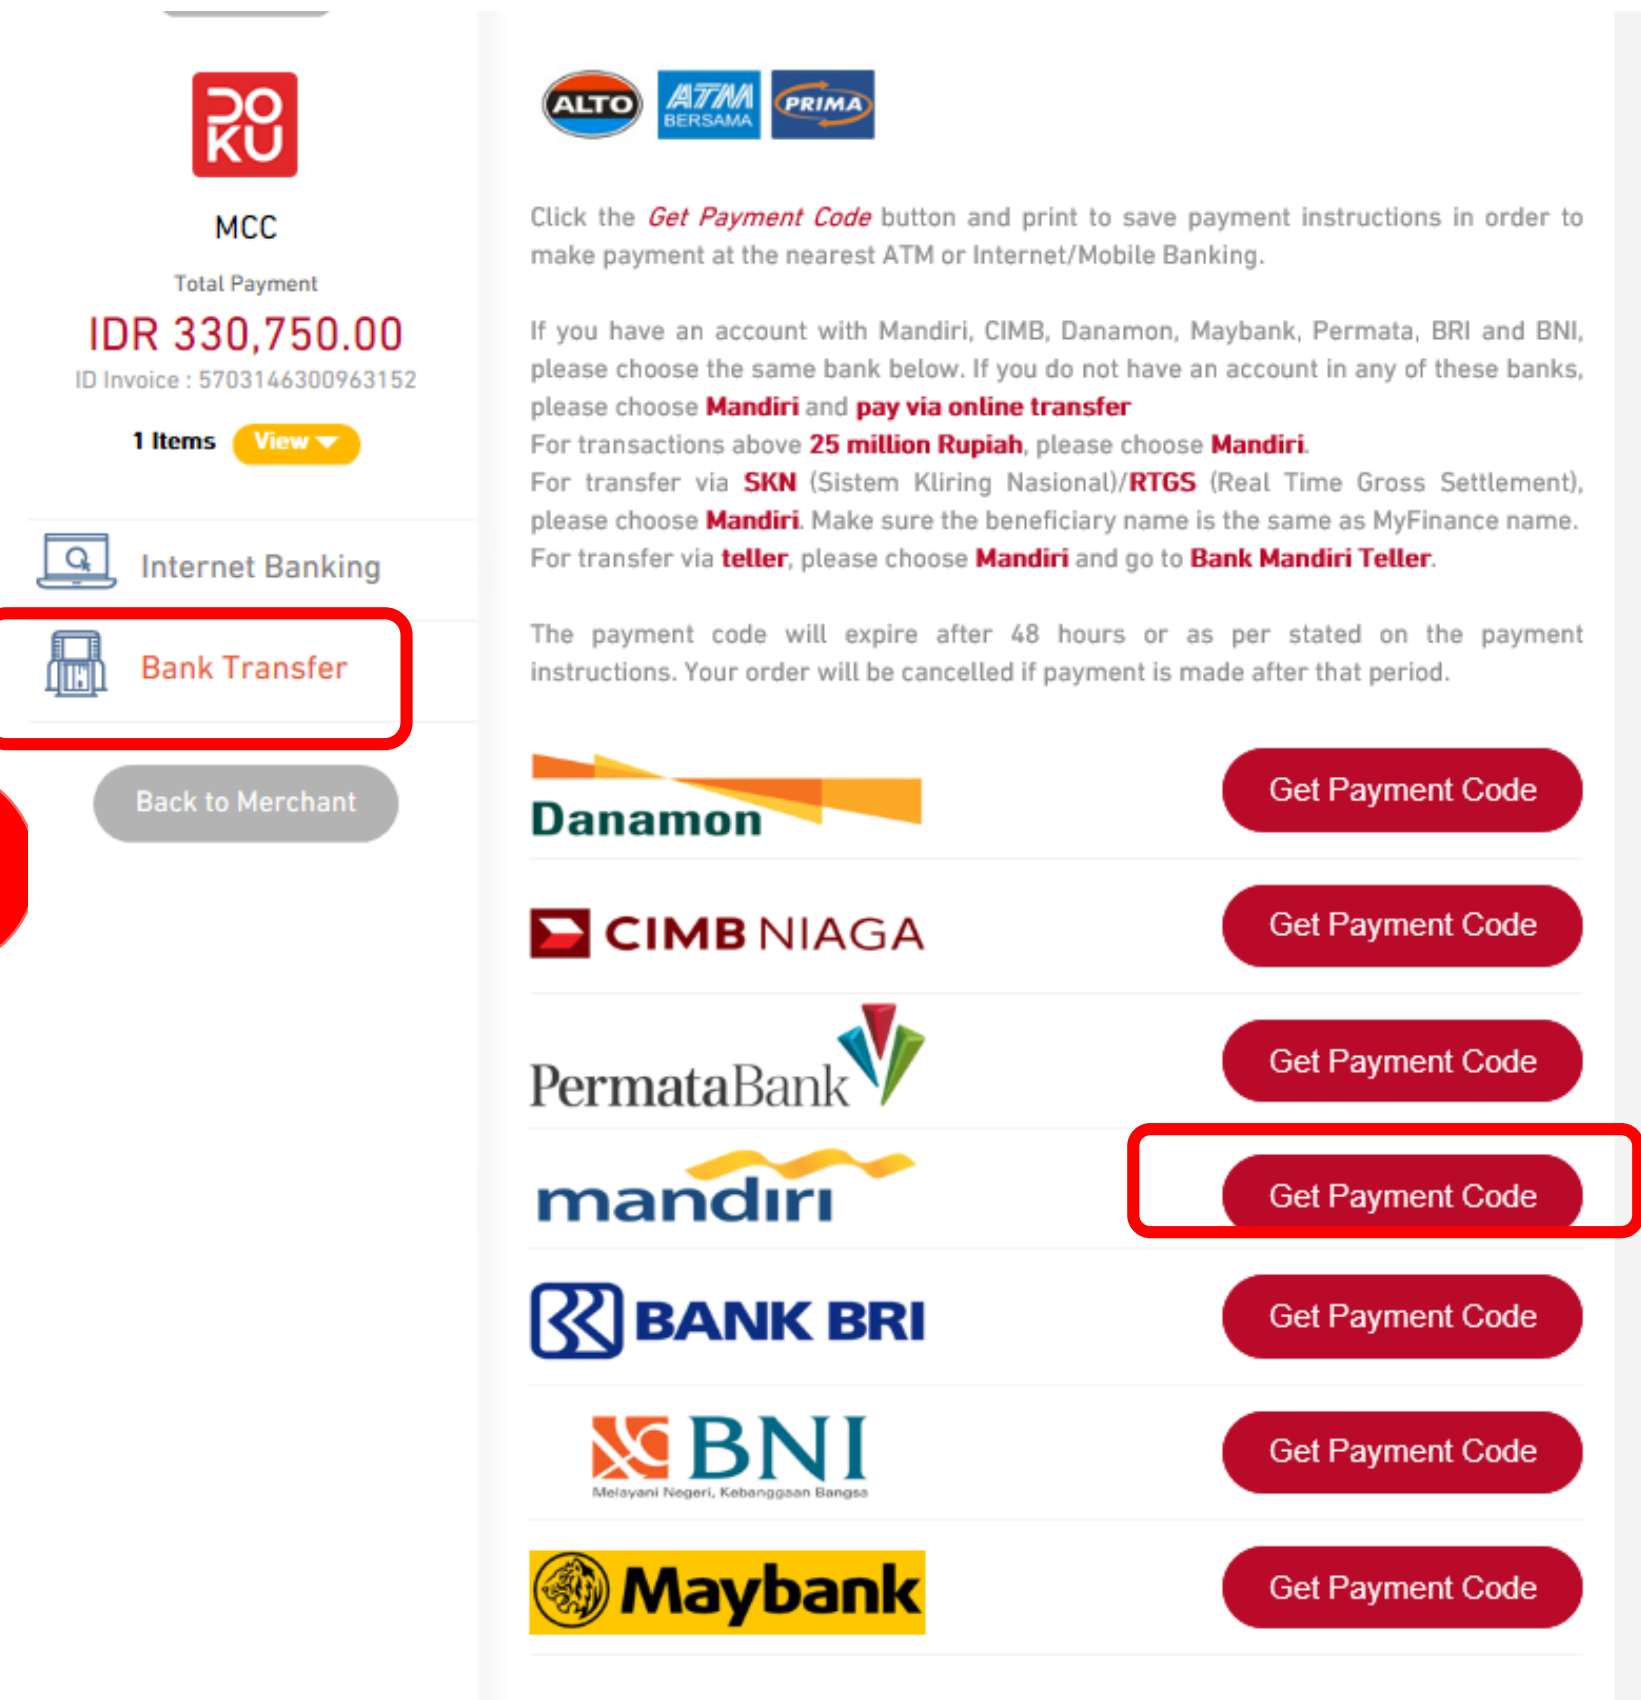 DOKU
MCC
Total Payment
IDR 330,750.00
ID Invoice : 5703146300963152
1 Items View
Internet Banking
Bank Transfer
Back to Merchant
ALTO ATM BERSAMA PRIMA
Click the Get Payment Code button and print to save payment instructions in order to
make payment at the nearest ATM or Internet/Mobile Banking.
If you have an account with Mandiri, CIMB, Danamon, Maybank, Permata, BRI and BNI,
please choose the same bank below. If you do not have an account in any of these banks,
please choose Mandiri and pay via online transfer
For transactions above 25 million Rupiah, please choose Mandiri.
For transfer via SKN (Sistem Kliring Nasional)/RTGS (Real Time Gross Settlement),
please choose Mandiri. Make sure the beneficiary name is the same as MyFinance name.
For transfer via teller, please choose Mandiri and go to Bank Mandiri Teller.
The payment code will expire after 48 hours or as per stated on the payment
instructions. Your order will be cancelled if payment is made after that period.
Danamon Get Payment Code
CIMB NIAGA Get Payment Code
PermataBank Get Payment Code
mandiri Get Payment Code
BANK BRI Get Payment Code
BNI Get Payment Code
Melayani Negeri, Kebanggaan Bangsa
Maybank Get Payment Code